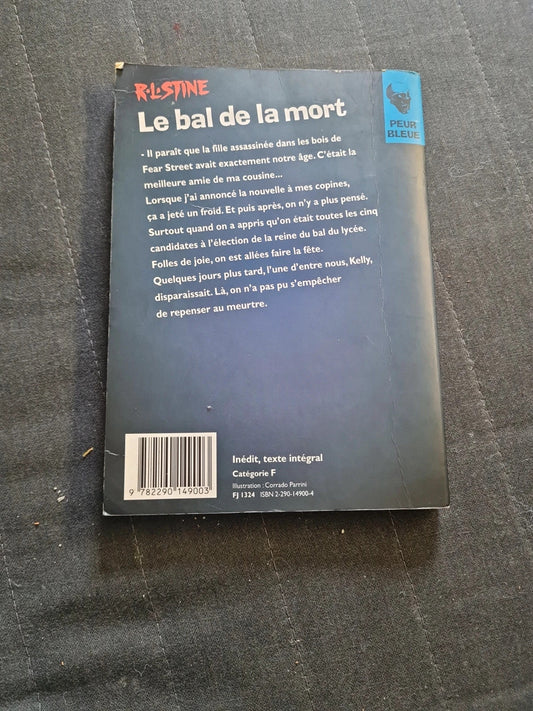 R.L.STINE
Le bal de la mort
PEUR
BLEUE
- Il paraît que la fille assassinée dans les bois de
Fear Street avait exactement notre âge. C'était la
meilleure amie de ma cousine...
Lorsque j'ai annoncé la nouvelle à mes copines,
ça a jeté un froid. Et puis après, on n'y a plus pensé.
Surtout quand on a appris qu'on était toutes les cinq
candidates à l'élection de la reine du bal du lycée.
Folles de joie, on est allées faire la fête.
Quelques jours plus tard, l'une d'entre nous, Kelly,
disparaissait. Là, on n'a pas pu s'empêcher
de repenser au meurtre.
Inédit, texte intégral
Catégorie F
Illustration : Corrado Parrini
FJ 1324 ISBN 2-290-14900-4
9 782290 149003